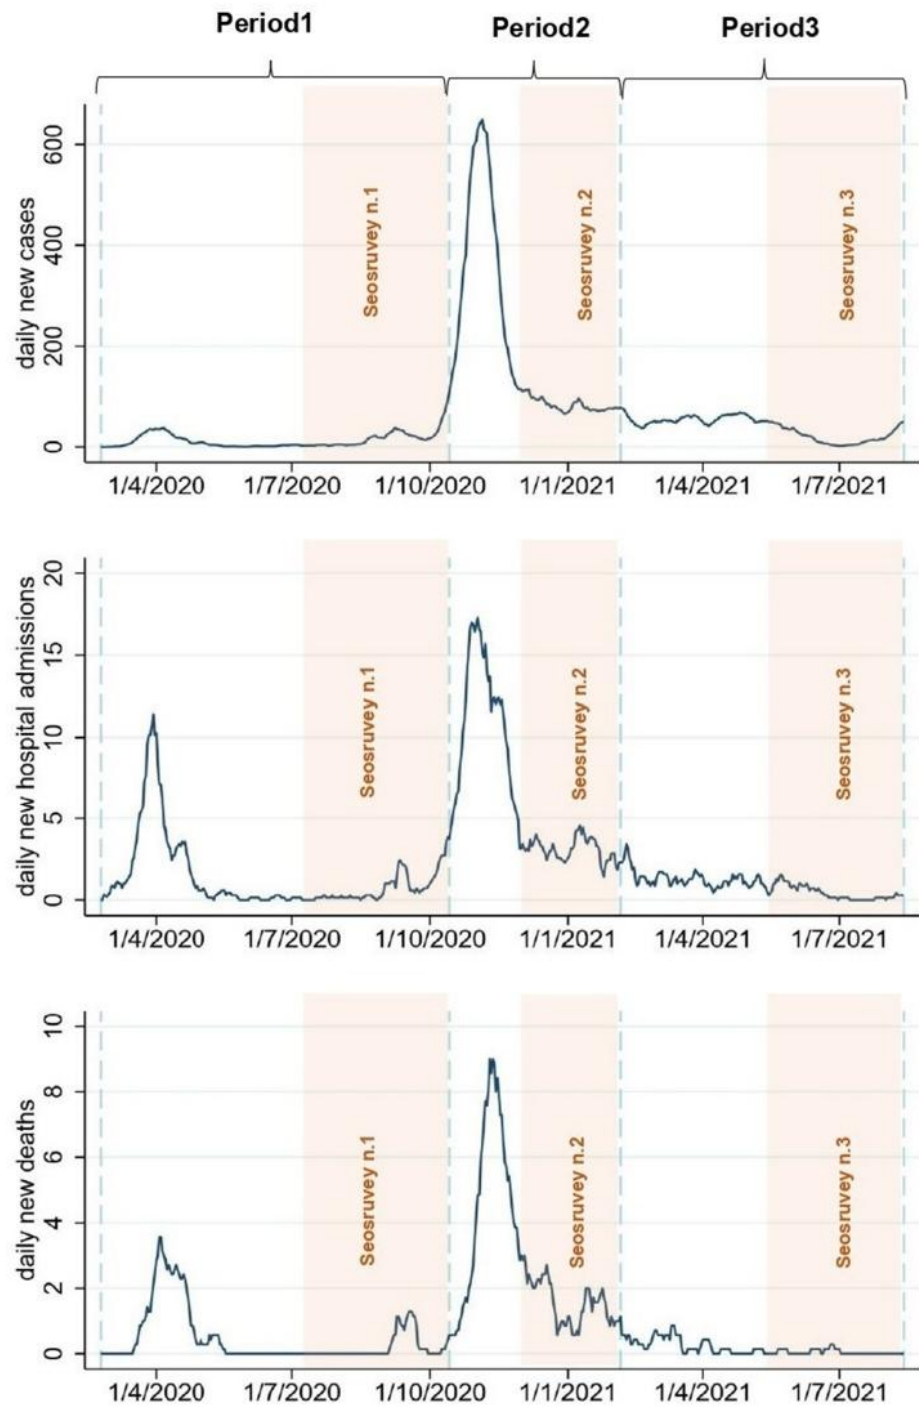 Period1 Period2 Period3
daily new cases
600
400
200
0
Seosruvey n.1
Seosruvey n.2
Seosruvey n.3
1/4/2020 1/7/2020 1/10/2020 1/1/2021 1/4/2021 1/7/2021
daily new hospital admissions
20
15
10
5
0
Seosruvey n.1
Seosruvey n.2
Seosruvey n.3
1/4/2020 1/7/2020 1/10/2020 1/1/2021 1/4/2021 1/7/2021
daily new deaths
10
8
6
4
2
0
Seosruvey n.1
Seosruvey n.2
Seosruvey n.3
1/4/2020 1/7/2020 1/10/2020 1/1/2021 1/4/2021 1/7/2021